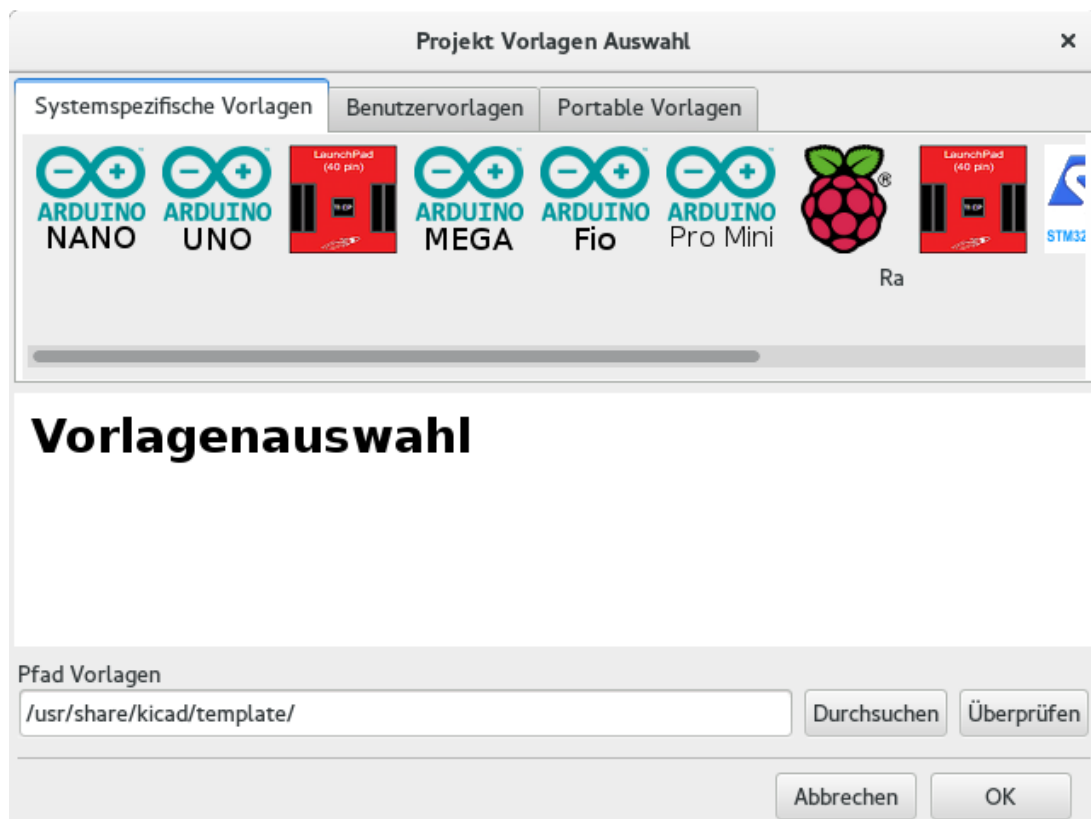 Projekt Vorlagen Auswahl
Systemspezifische Vorlagen
Benutzervorlagen
Portable Vorlagen
ARDUINO
NANO
ARDUINO
UNO
LaunchPad
(40 pin)
ARDUINO
MEGA
ARDUINO
Fio
ARDUINO
Pro Mini
LaunchPad
(40 pin)
STM32
Ra
Vorlagenauswahl
Pfad Vorlagen
/usr/share/kicad/template/
Durchsuchen
Überprüfen
Abbrechen
OK